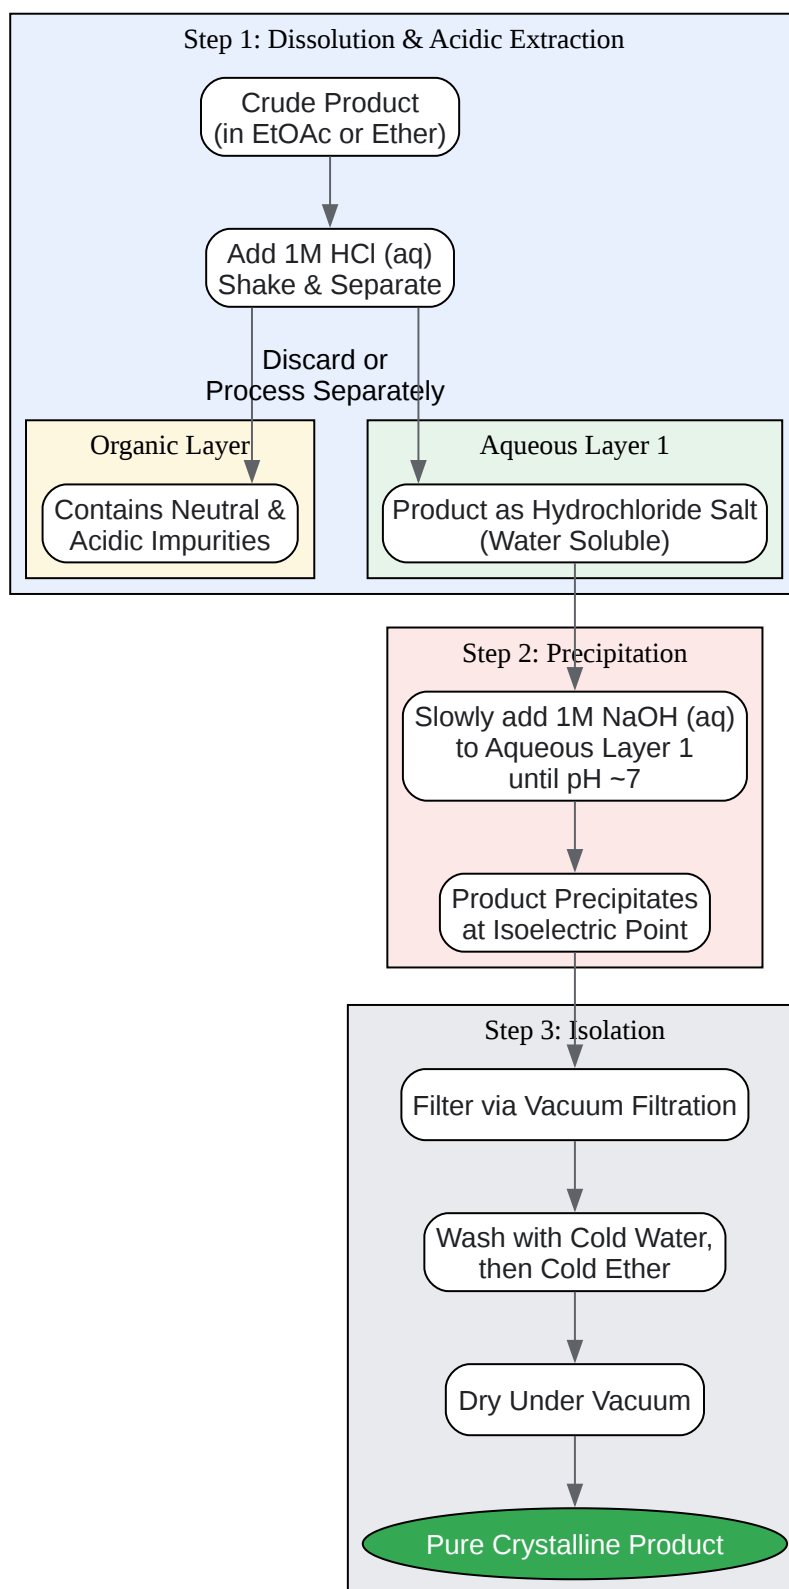 Step 1: Dissolution & Acidic Extraction
Crude Product
(in EtOAc or Ether)
Add 1M HCl (aq)
Shake & Separate
Discard or
Process Separately
Organic Layer
Contains Neutral &
Acidic Impurities
Aqueous Layer 1
Product as Hydrochloride Salt
(Water Soluble)
Step 2: Precipitation
Slowly add 1M NaOH (aq)
to Aqueous Layer 1
until pH ~7
Product Precipitates
at Isoelectric Point
Step 3: Isolation
Filter via Vacuum Filtration
Wash with Cold Water,
then Cold Ether
Dry Under Vacuum
Pure Crystalline Product